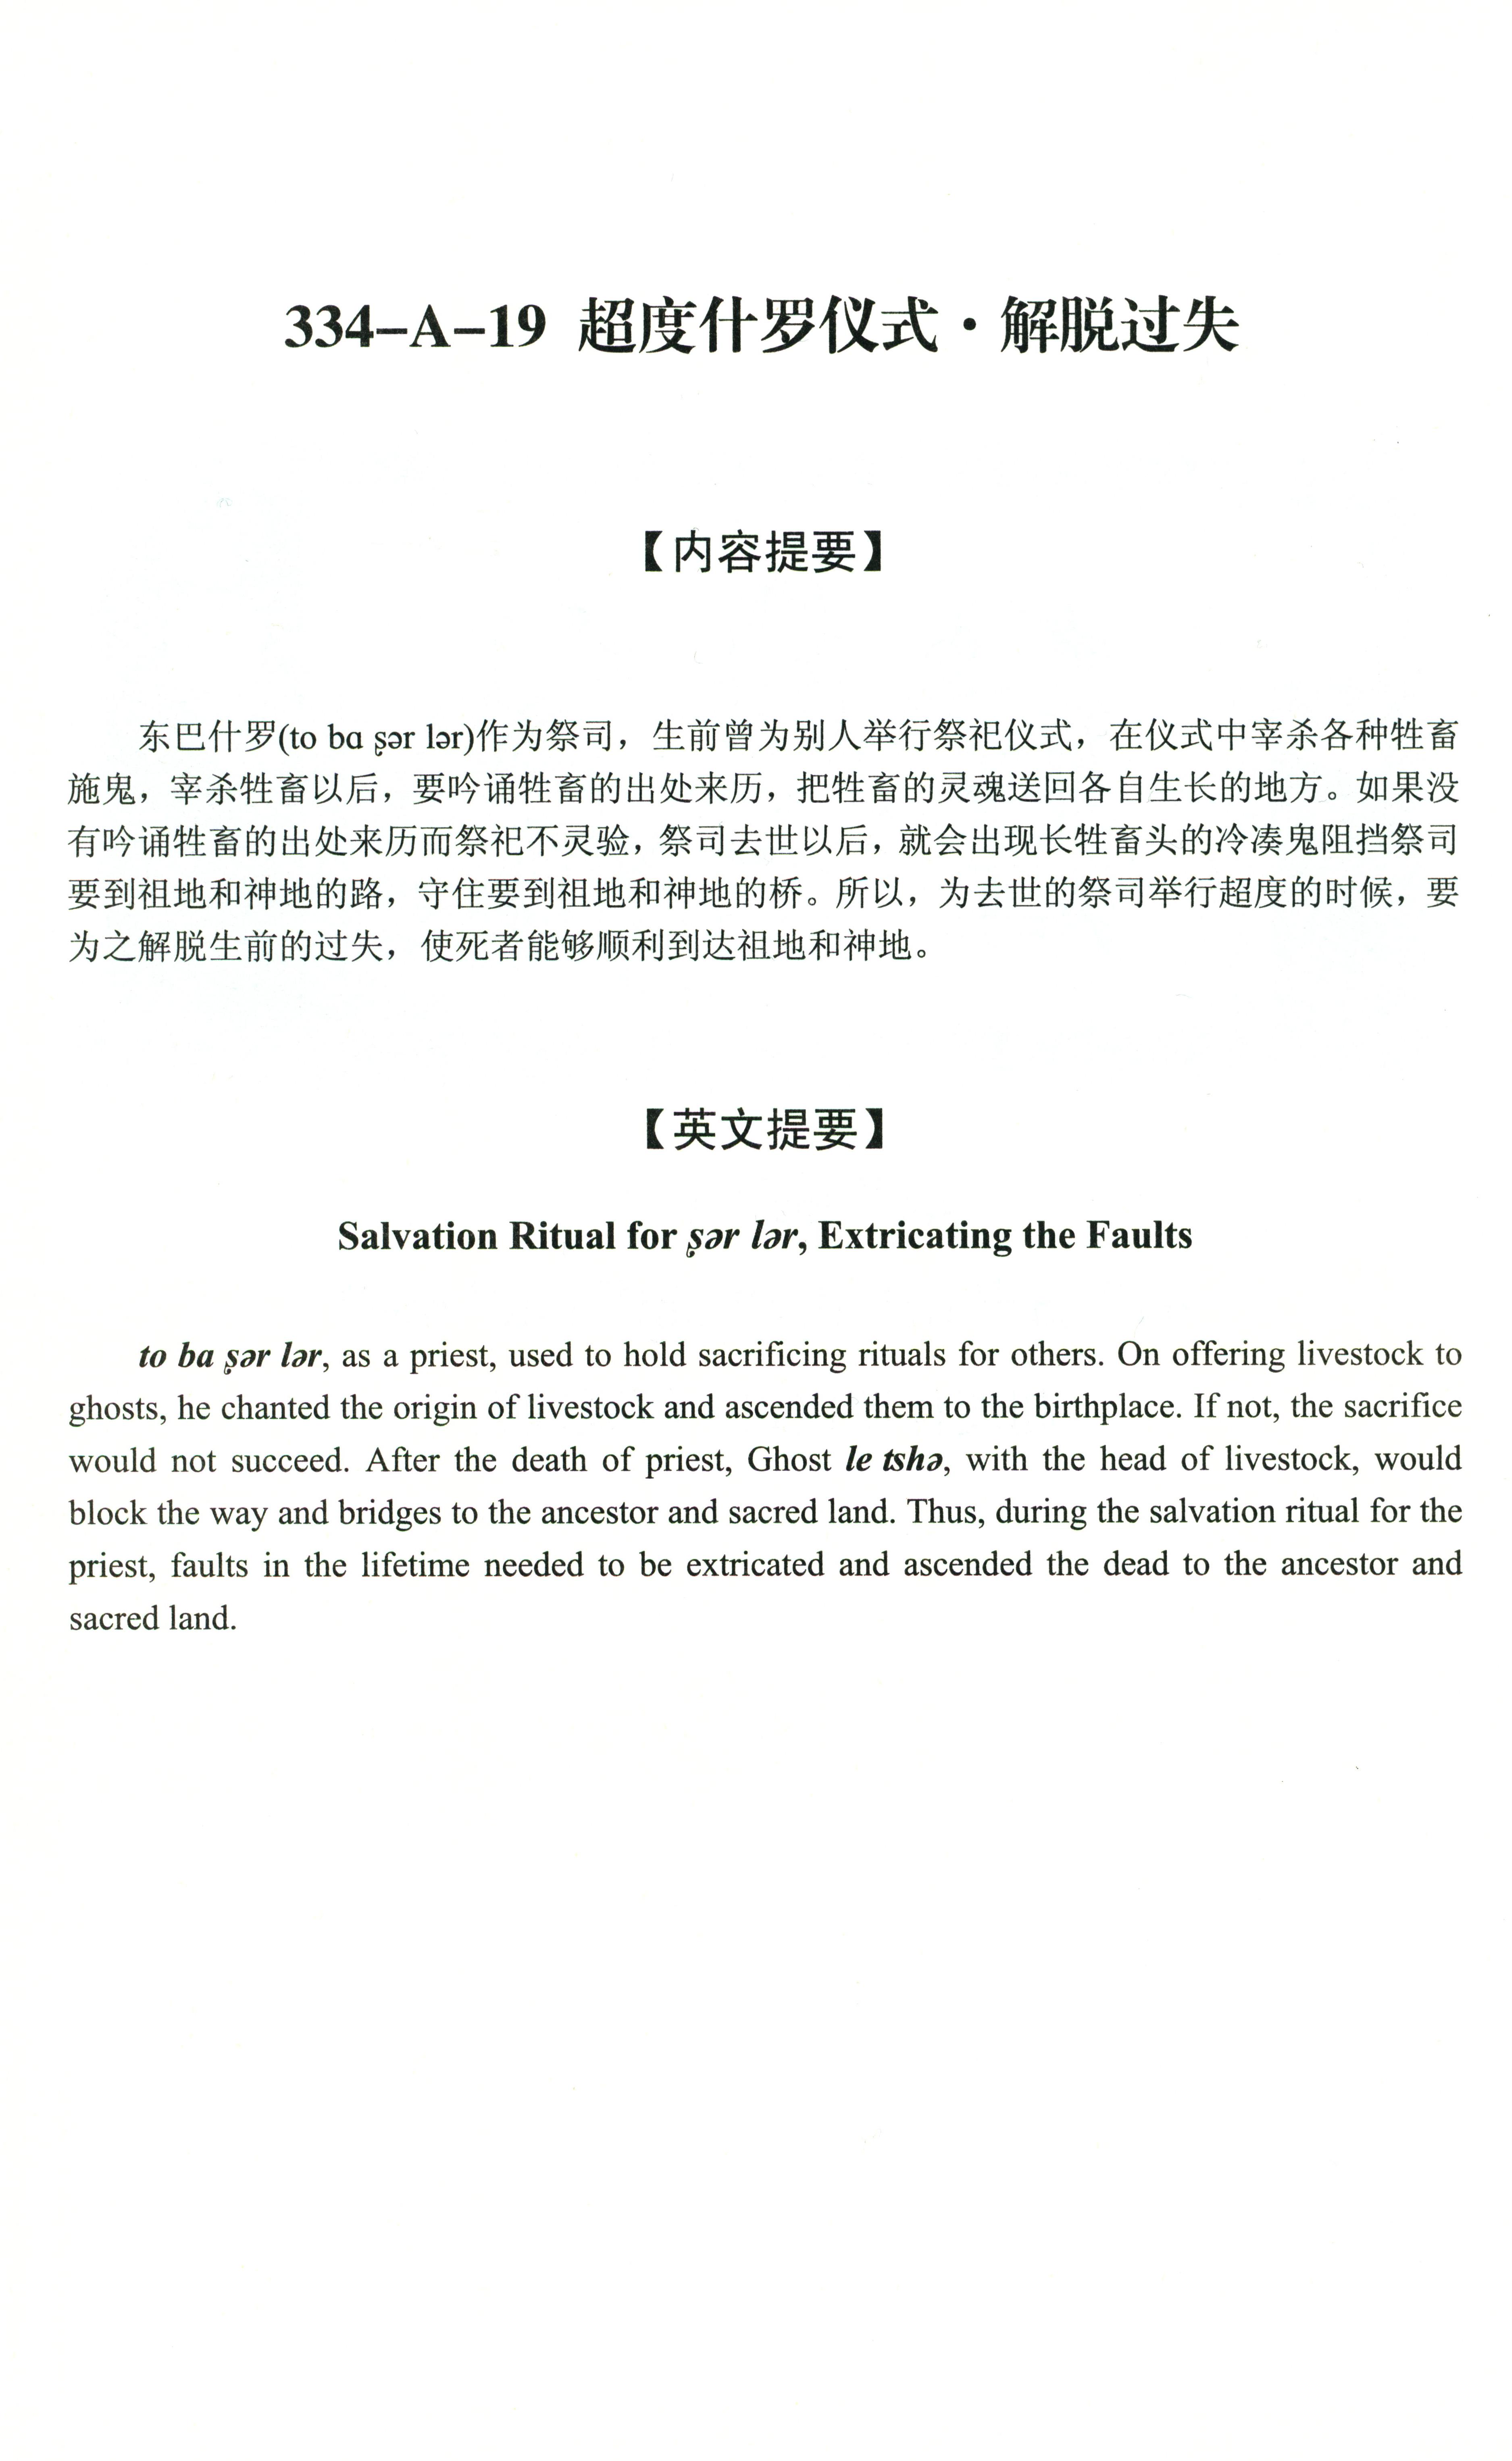 334-A-19 超度什罗仪式·解脱过失
【内容提要】
东巴什罗(to bɑ ʂər lər)作为祭司，生前曾为别人举行祭祀仪式，在仪式中宰杀各种牲畜
施鬼，宰杀牲畜以后，要吟诵牲畜的出处来历，把牲畜的灵魂送回各自生长的地方。如果没
有吟诵牲畜的出处来历而祭祀不灵验，祭司去世以后，就会出现长牲畜头的冷凑鬼阻挡祭司
要到祖地和神地的路，守住要到祖地和神地的桥。所以，为去世的祭司举行超度的时候，要
为之解脱生前的过失，使死者能够顺利到达祖地和神地。
【英文提要】
Salvation Ritual for ʂər lər, Extricating the Faults
to ba ʂər lər, as a priest, used to hold sacrificing rituals for others. On offering livestock to
ghosts, he chanted the origin of livestock and ascended them to the birthplace. If not, the sacrifice
would not succeed. After the death of priest, Ghost le tshə, with the head of livestock, would
block the way and bridges to the ancestor and sacred land. Thus, during the salvation ritual for the
priest, faults in the lifetime needed to be extricated and ascended the dead to the ancestor and
sacred land.